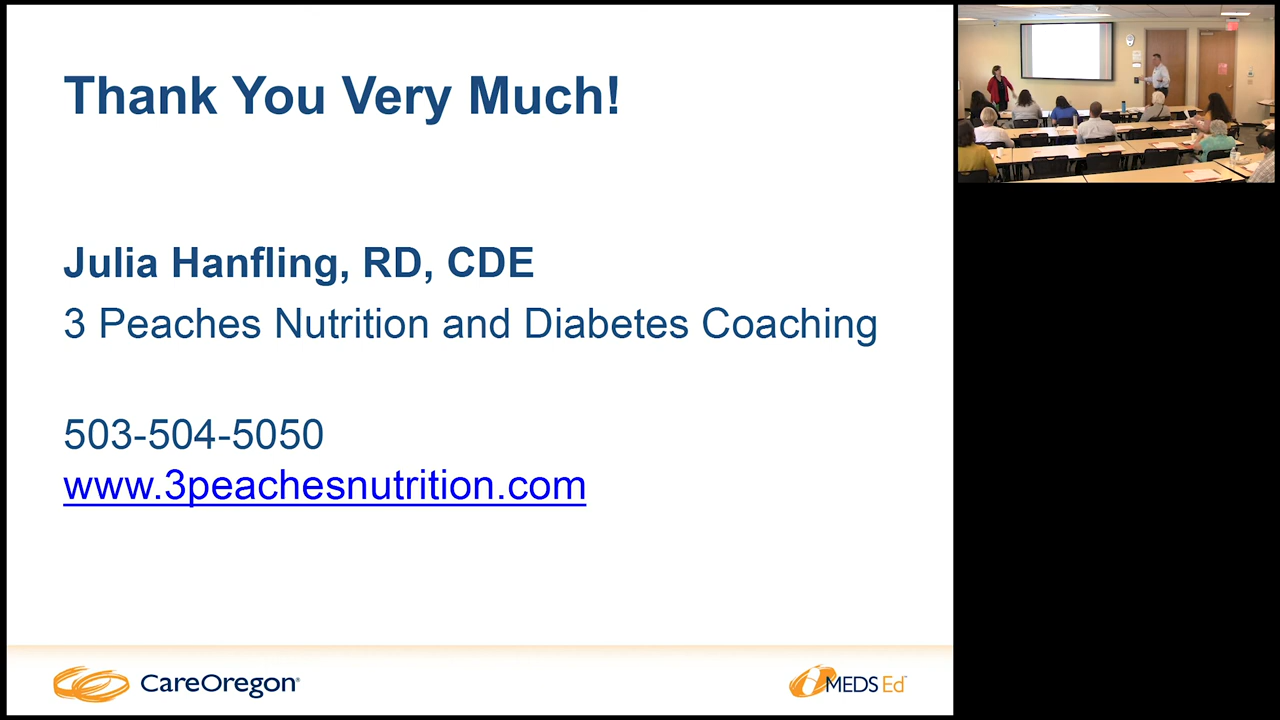 Thank You Very Much!
Julia Hanfling, RD, CDE
3 Peaches Nutrition and Diabetes Coaching
503-504-5050
www.3peachesnutrition.com
CareOregon®
MEDS Ed™